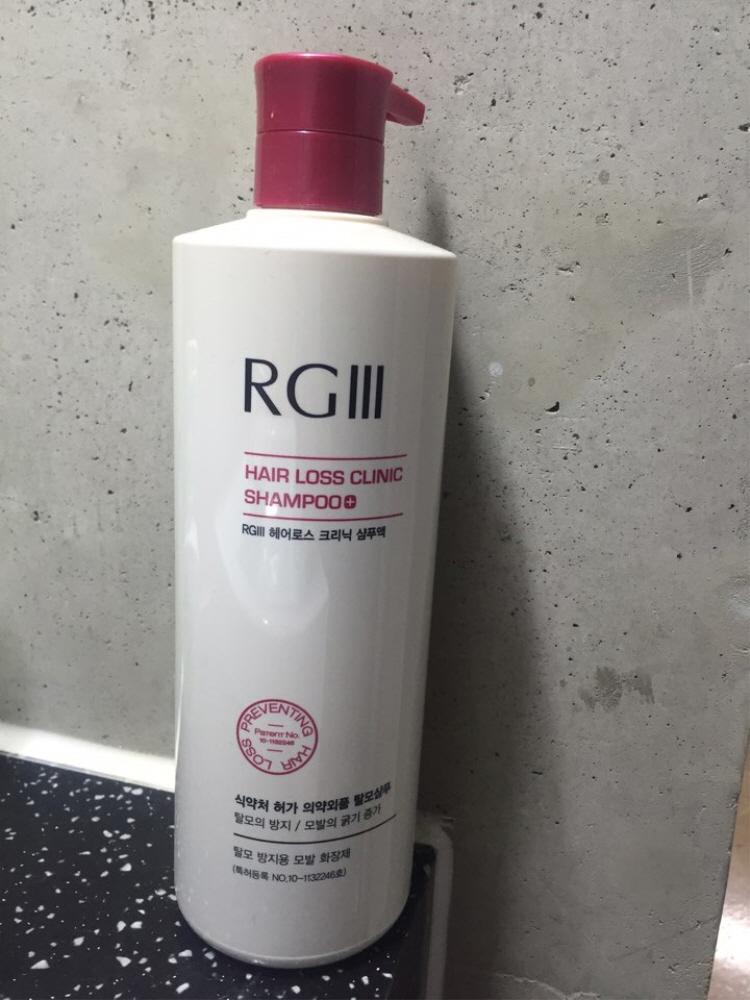 RGIII
HAIR LOSS CLINIC
SHAMPOO+
RGIII 헤어로스 크리닉 샴푸액
PREVENTING HAIR LOSS
Patent No.
10-1132246
식약처 허가 의약외품 탈모샴푸
탈모의 방지 / 모발의 굵기 증가
탈모 방지용 모발 화장제
(특허등록 NO.10-1132246호)